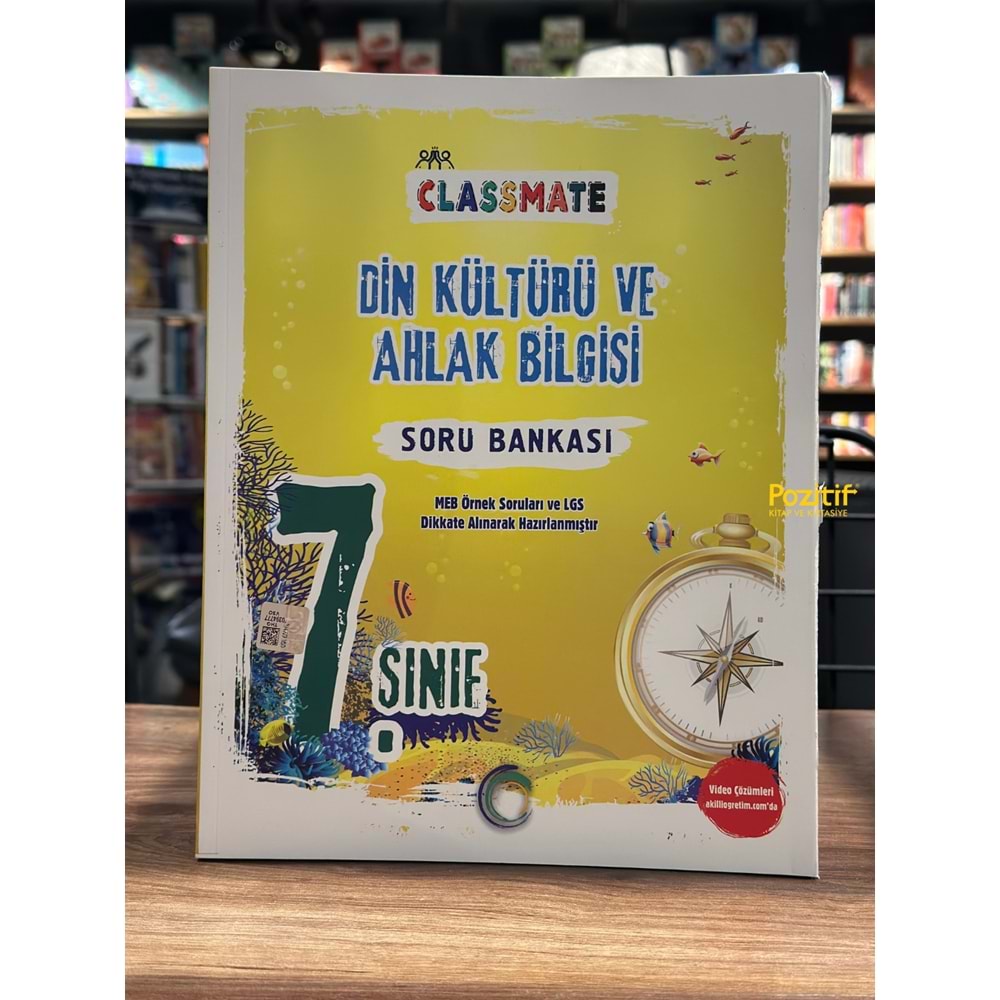 CLASSMATE
DİN KÜLTÜRÜ VE
AHLAK BİLGİSİ
SORU BANKASI
MEB Örnek Soruları ve LGS
Dikkate Alınarak Hazırlanmıştır
Pozitif
KİTAP VE KIRTASİYE
7.
SINIF
Video Çözümleri
akilliogretim.com'da